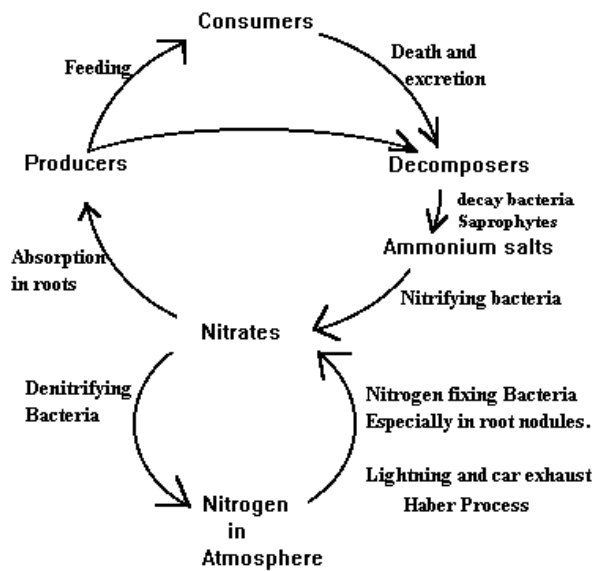 Consumers
Feeding
Death and
excretion
Producers
Decomposers
decay bacteria
Saprophytes
Ammonium salts
Absorption
in roots
Nitrifying bacteria
Nitrates
Denitrifying
Bacteria
Nitrogen fixing Bacteria
Especially in root nodules.
Lightning and car exhaust
Haber Process
Nitrogen
in
Atmosphere